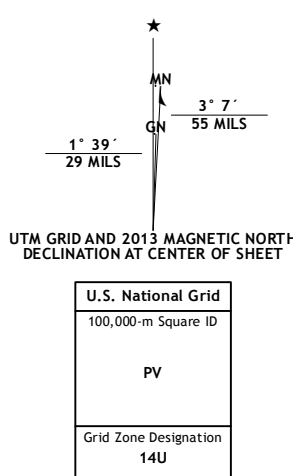 ★
MN
3° 7´
55 MILS
GN
1° 39´
29 MILS
UTM GRID AND 2013 MAGNETIC NORTH
DECLINATION AT CENTER OF SHEET
U.S. National Grid
100,000-m Square ID
PV
Grid Zone Designation
14U